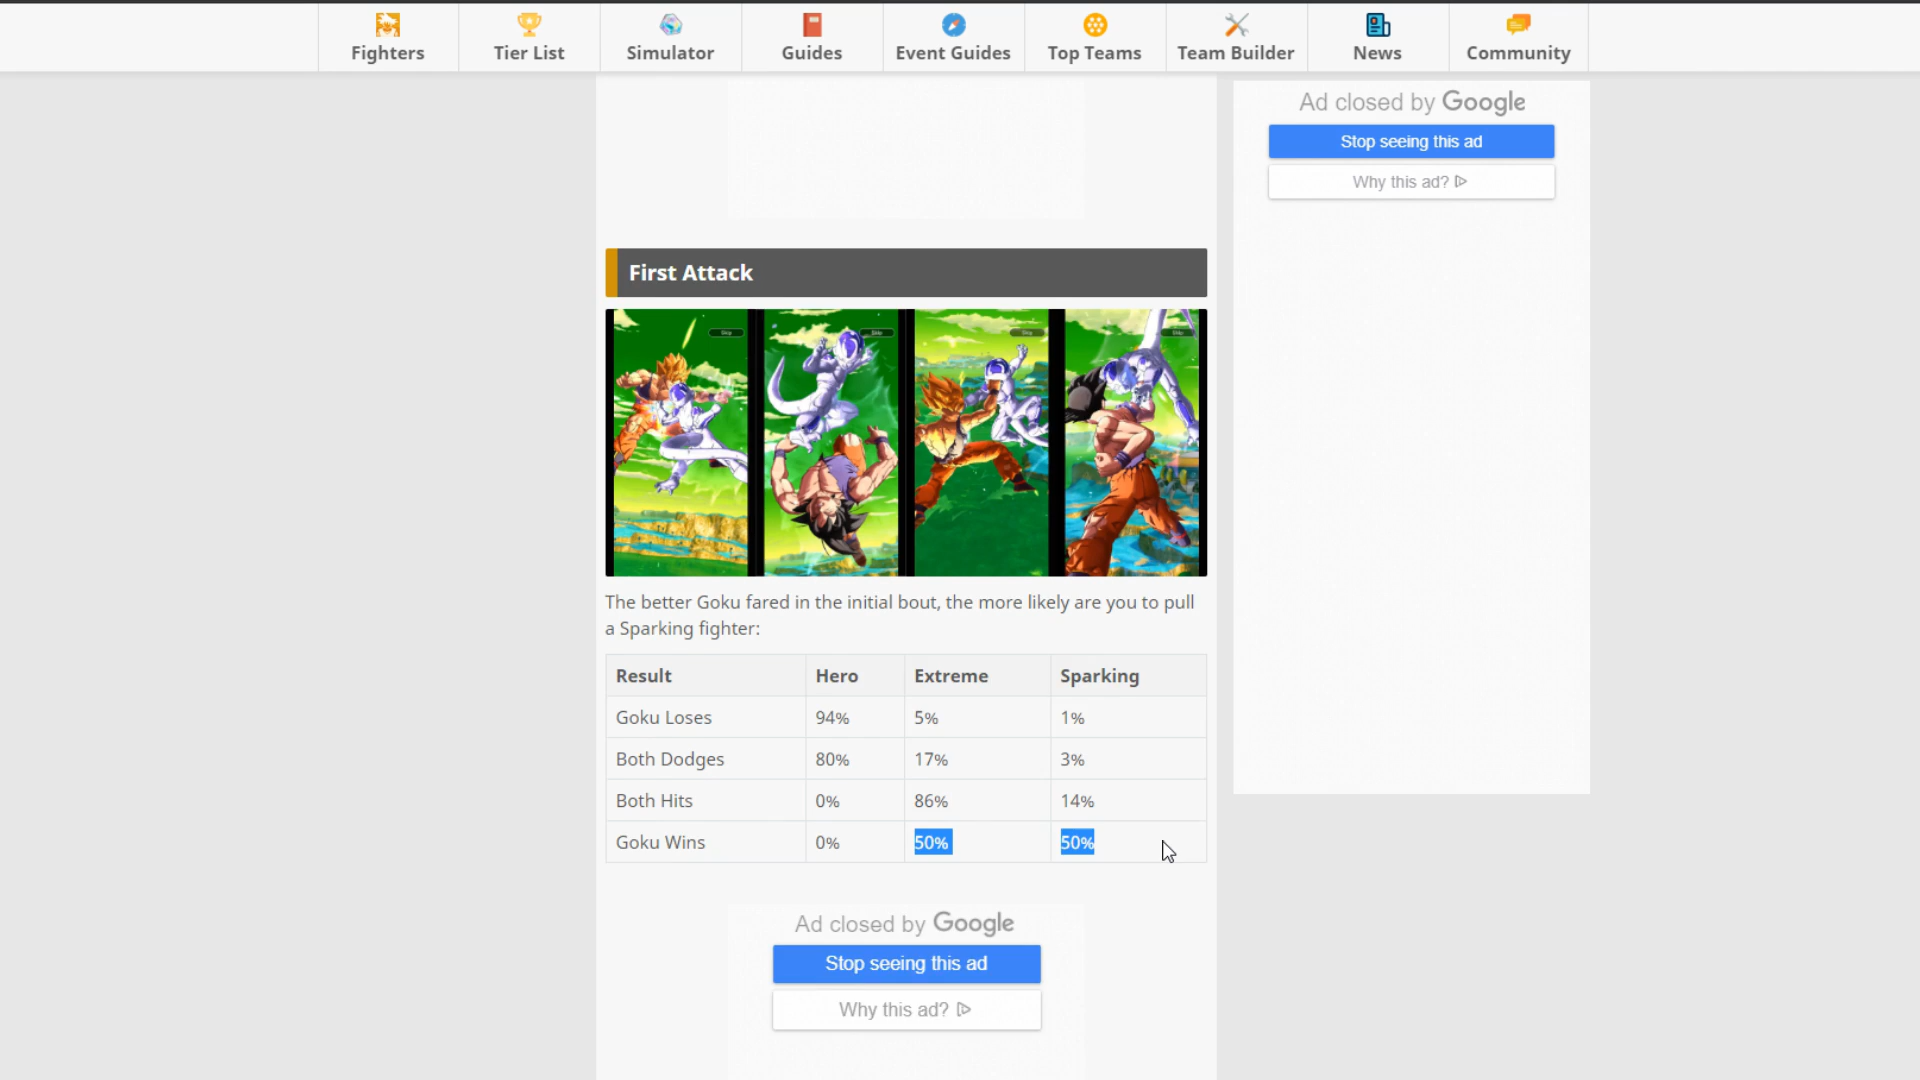 Fighters
Tier List
Simulator
Guides
Event Guides
Top Teams
Team Builder
News
Community
Ad closed by Google
Stop seeing this ad
Why this ad?
First Attack
Skip Skip Skip Skip
The better Goku fared in the initial bout, the more likely are you to pull
a Sparking fighter:
Result Hero Extreme Sparking
Goku Loses 94% 5% 1%
Both Dodges 80% 17% 3%
Both Hits 0% 86% 14%
Goku Wins 0% 50% 50%
Ad closed by Google
Stop seeing this ad
Why this ad?